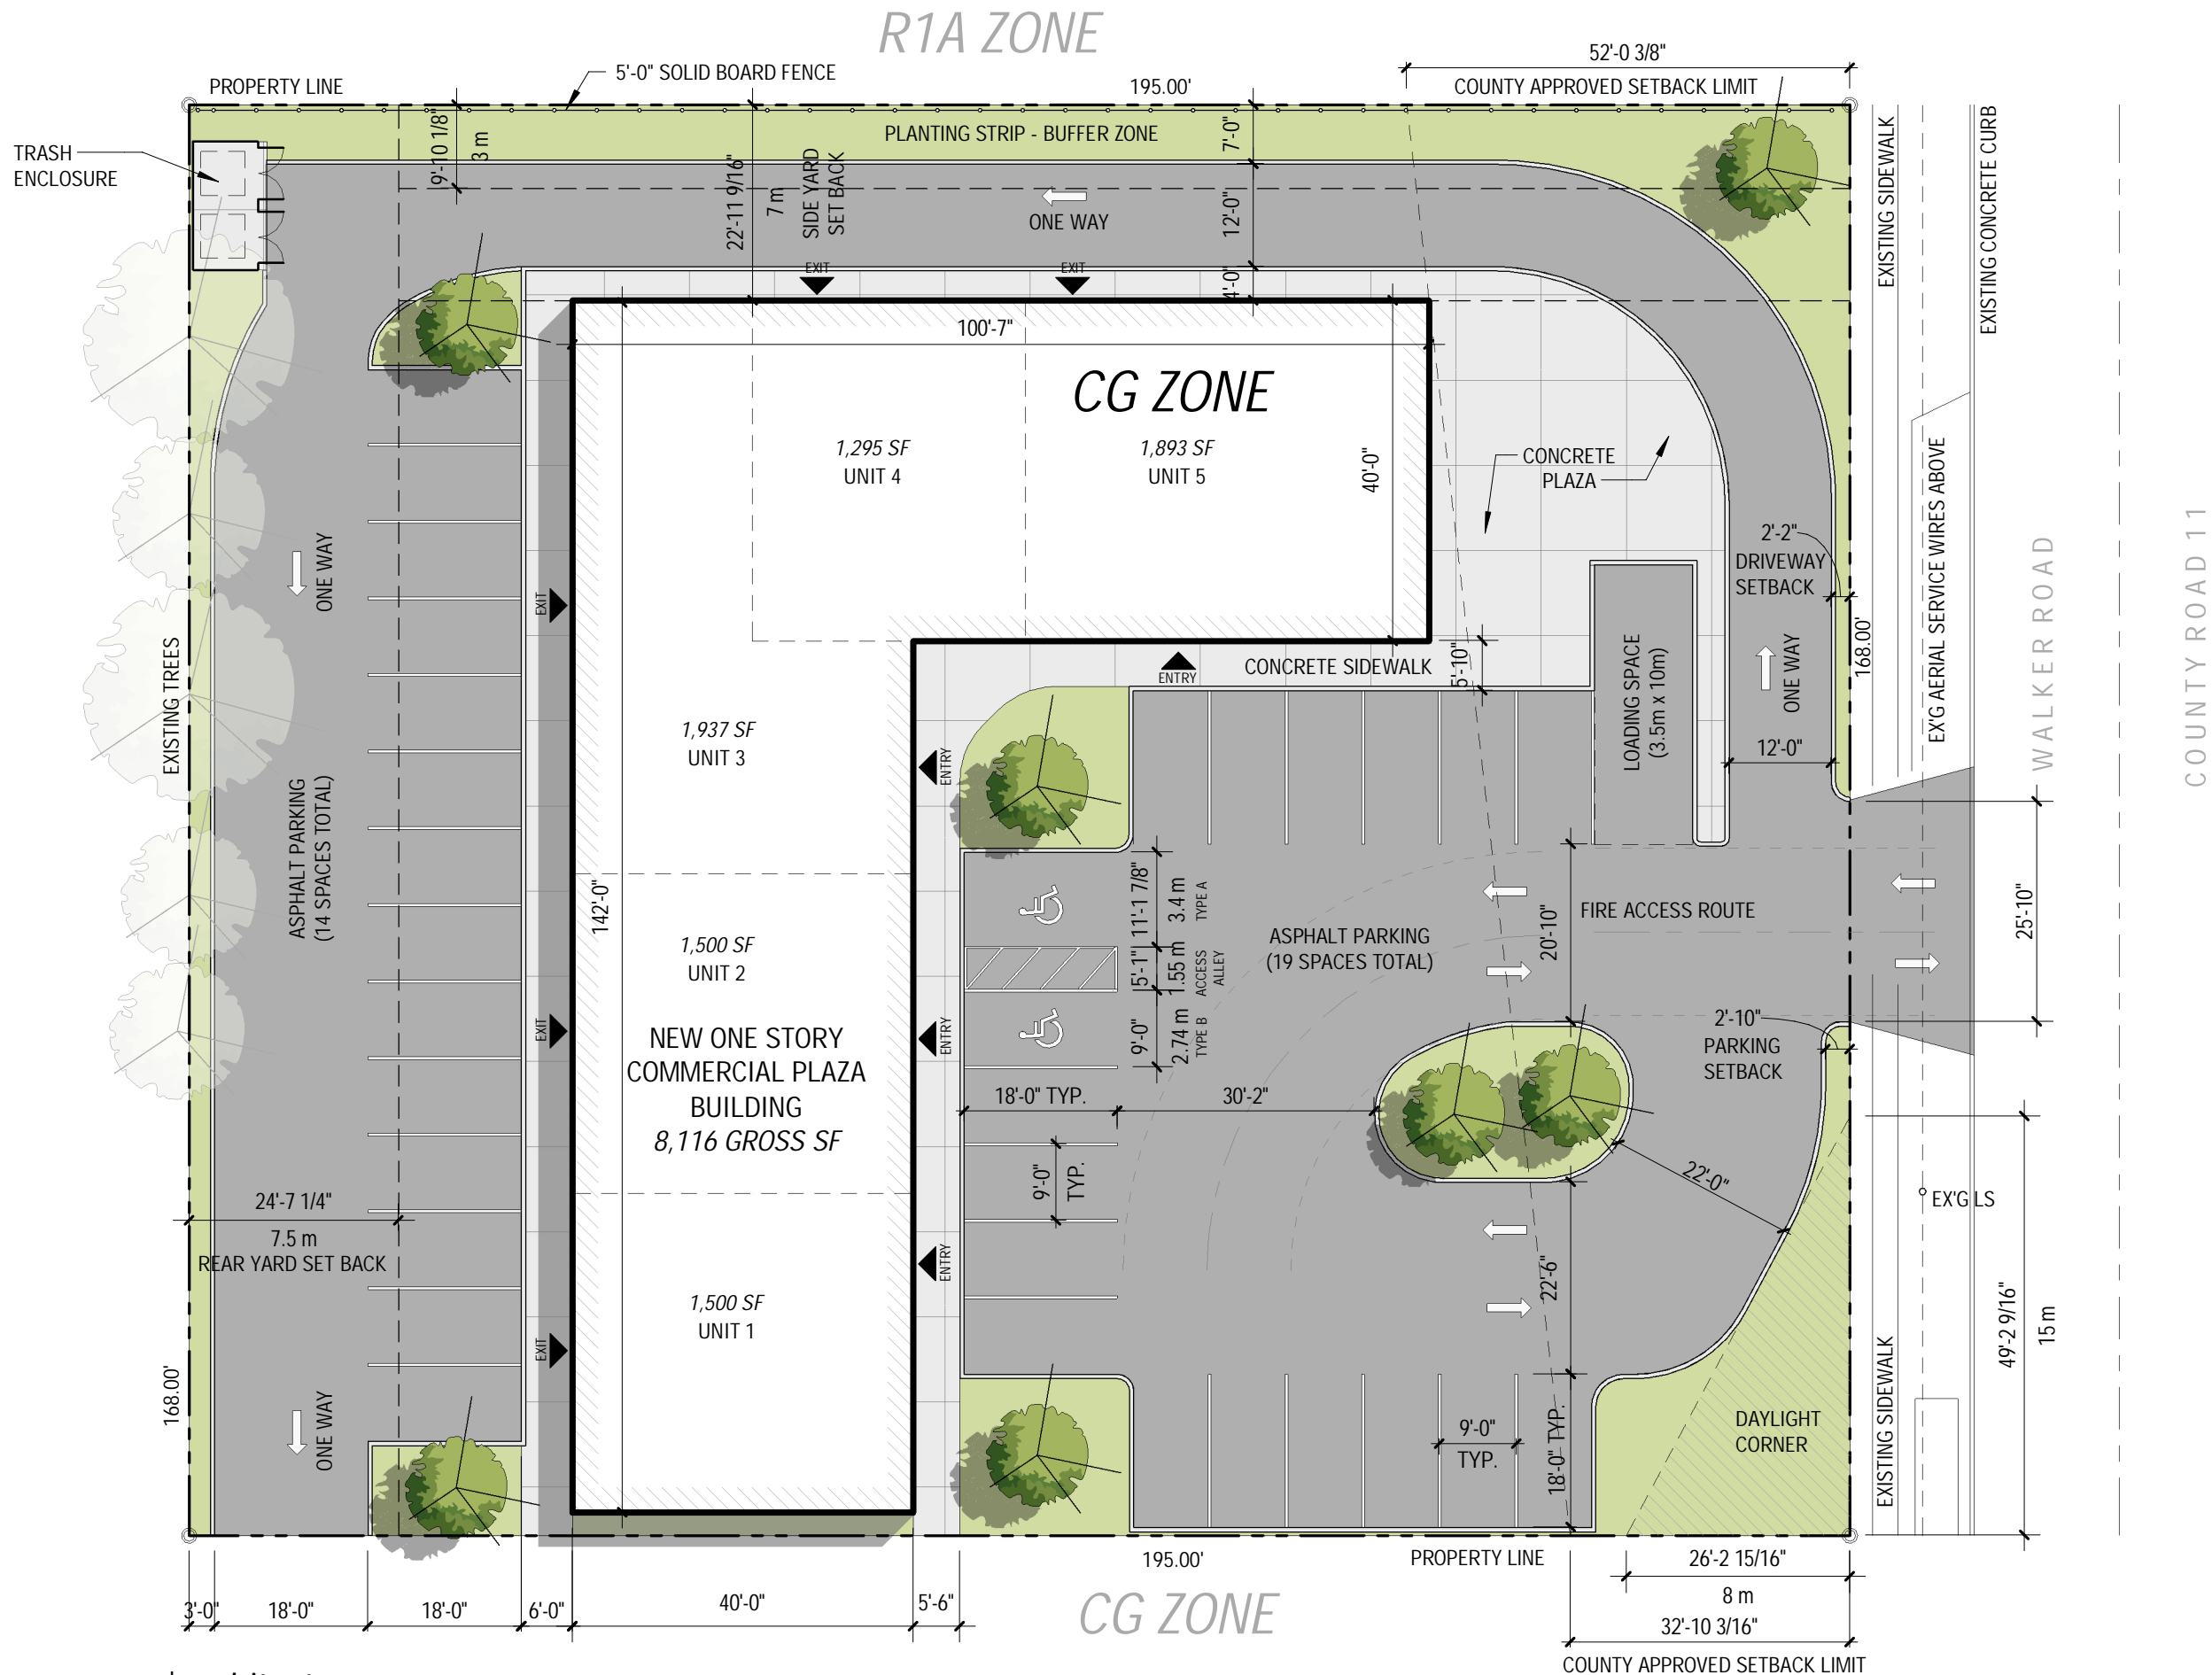 R1A ZONE
52'-0 3/8"
PROPERTY LINE
5'-0" SOLID BOARD FENCE
195.00'
COUNTY APPROVED SETBACK LIMIT
TRASH
ENCLOSURE
9'-10 1/8"
3 m
PLANTING STRIP - BUFFER ZONE
7'-0"
22'-11 9/16"
7 m
SIDE YARD
SET BACK
ONE WAY
12'-0"
4'-0"
EXIT
EXIT
100'-7"
CG ZONE
1,295 SF
UNIT 4
1,893 SF
UNIT 5
40'-0"
CONCRETE
PLAZA
2'-2"
DRIVEWAY
SETBACK
EXISTING SIDEWALK
EXISTING CONCRETE CURB
EX'G AERIAL SERVICE WIRES ABOVE
WALKER ROAD
COUNTY ROAD 11
168.00'
ONE WAY
EXIT
EXISTING TREES
ONE WAY
12'-0"
LOADING SPACE
(3.5m x 10m)
CONCRETE SIDEWALK
5'-10"
ENTRY
1,937 SF
UNIT 3
ENTRY
ASPHALT PARKING
(14 SPACES TOTAL)
142'-0"
1,500 SF
UNIT 2
NEW ONE STORY
COMMERCIAL PLAZA
BUILDING
8,116 GROSS SF
EXIT
ENTRY
11'-1 7/8"
3.4 m
TYPE A
5'-1"
1.55 m
ACCESS
ALLEY
9'-0"
2.74 m
TYPE B
ASPHALT PARKING
(19 SPACES TOTAL)
20'-10"
FIRE ACCESS ROUTE
25'-10"
2'-10"
PARKING
SETBACK
18'-0" TYP.
30'-2"
9'-0"
TYP.
22'-0"
EX'G LS
24'-7 1/4"
7.5 m
REAR YARD SET BACK
ENTRY
22'-6"
49'-2 9/16"
15 m
1,500 SF
UNIT 1
EXIT
168.00'
ONE WAY
9'-0"
TYP.
18'-0" TYP.
DAYLIGHT
CORNER
EXISTING SIDEWALK
195.00'
PROPERTY LINE
26'-2 15/16"
8 m
32'-10 3/16"
COUNTY APPROVED SETBACK LIMIT
3'-0"
18'-0"
18'-0"
6'-0"
40'-0"
5'-6"
CG ZONE